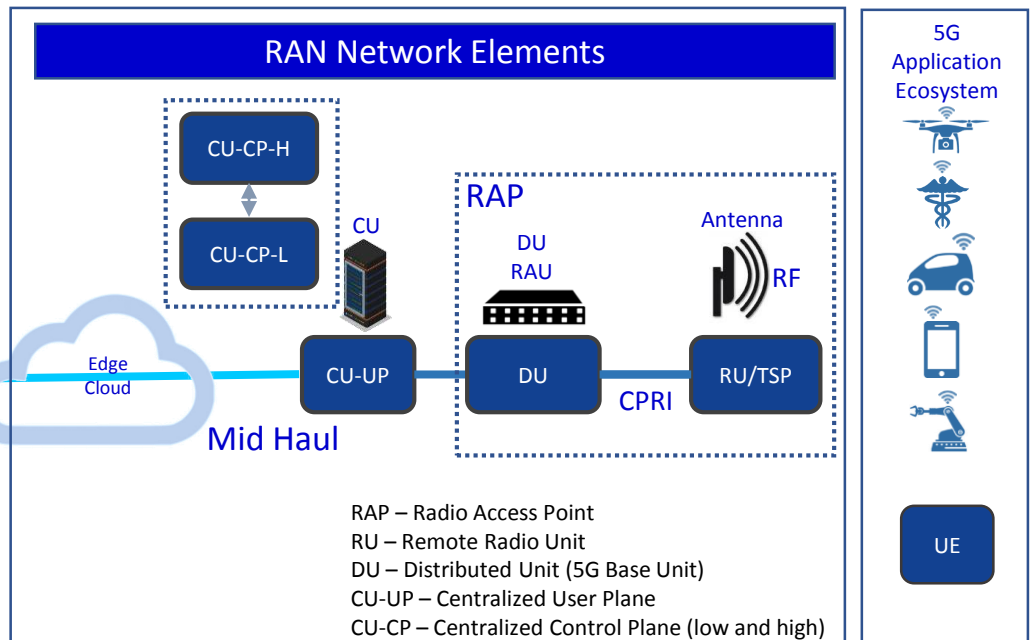 RAN Network Elements
CU-CP-H
CU-CP-L
CU
RAP
DU
RAU
Antenna
RF
Edge
Cloud
CU-UP
DU
RU/TSP
CPRI
Mid Haul
RAP – Radio Access Point
RU – Remote Radio Unit
DU – Distributed Unit (5G Base Unit)
CU-UP – Centralized User Plane
CU-CP – Centralized Control Plane (low and high)
5G
Application
Ecosystem
UE